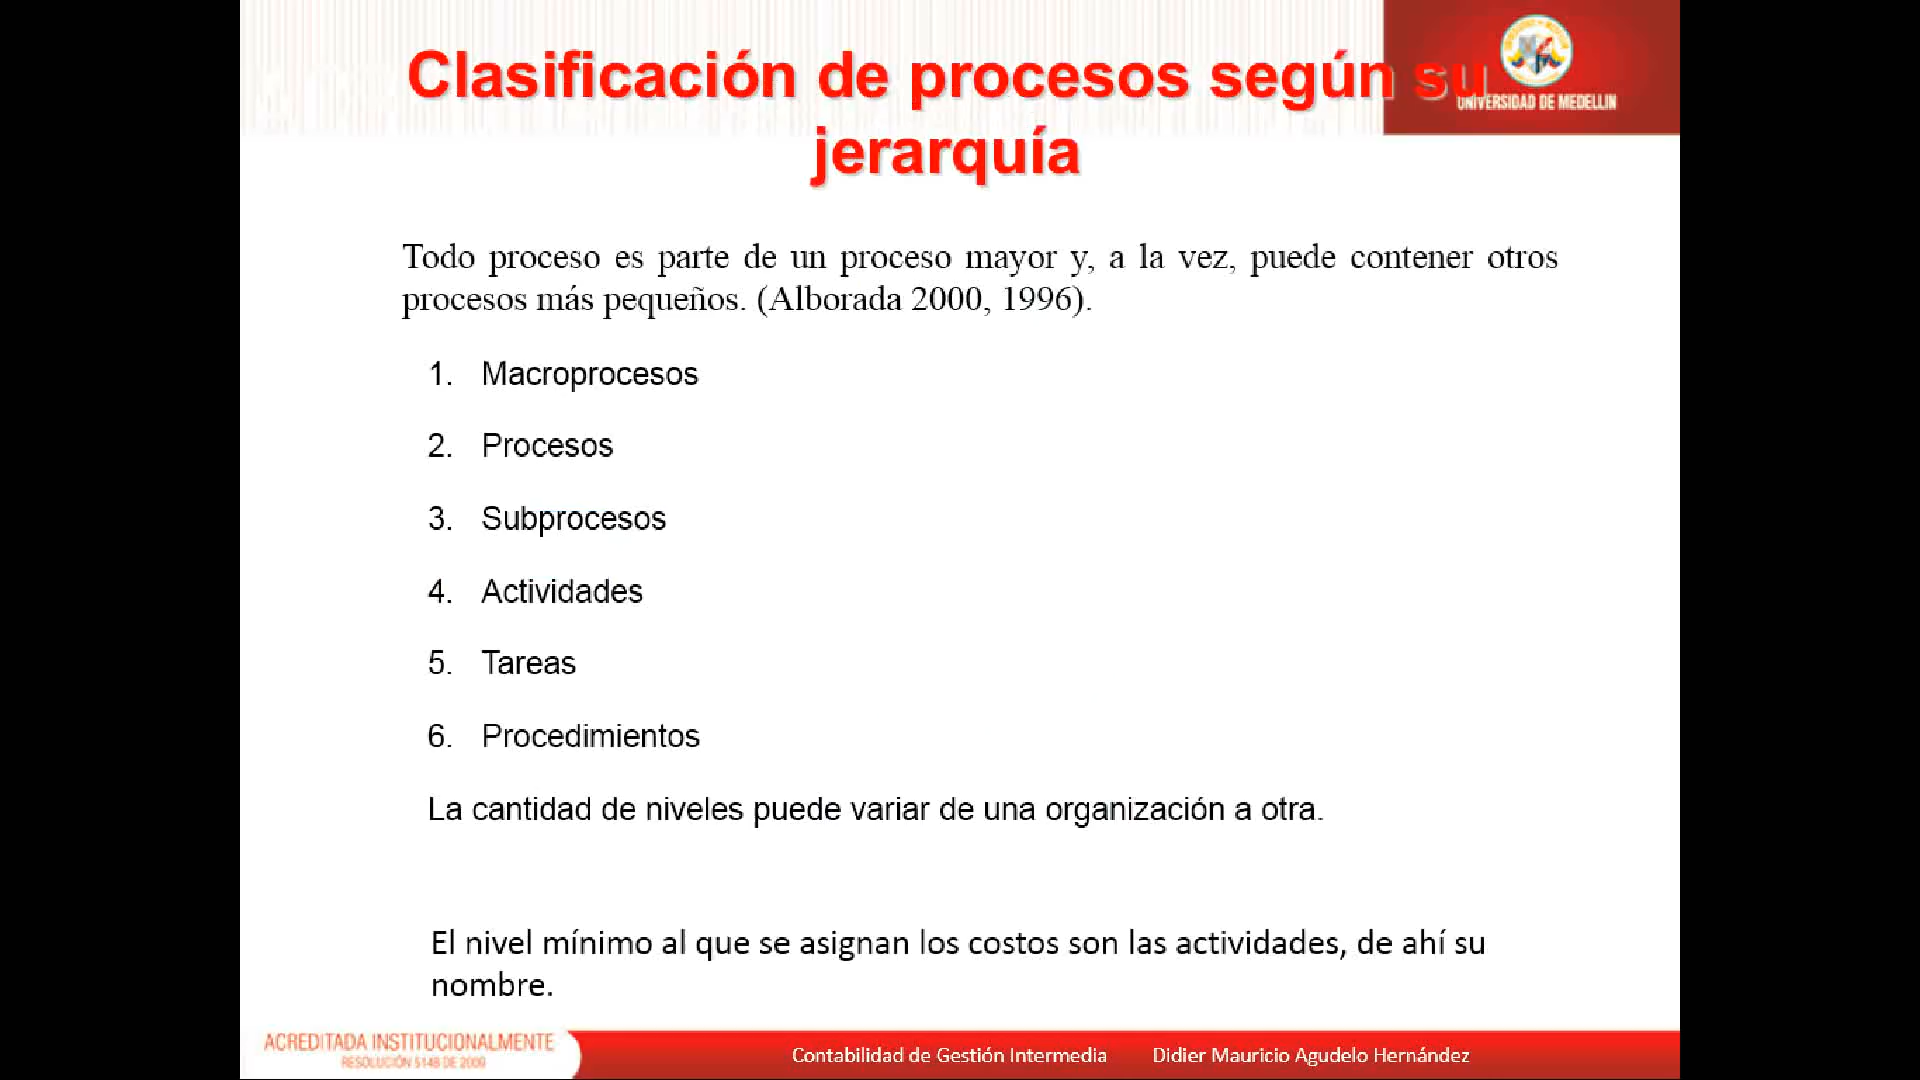 Clasificación de procesos según su
jerarquía
UNIVERSIDAD DE MEDELLIN
Todo proceso es parte de un proceso mayor y, a la vez, puede contener otros
procesos más pequeños. (Alborada 2000, 1996).
1. Macroprocesos
2. Procesos
3. Subprocesos
4. Actividades
5. Tareas
6. Procedimientos
La cantidad de niveles puede variar de una organización a otra.
El nivel mínimo al que se asignan los costos son las actividades, de ahí su
nombre.
ACREDITADA INSTITUCIONALMENTE
RESOLUCIÓN 5148 DE 2009
Contabilidad de Gestión Intermedia Didier Mauricio Agudelo Hernández